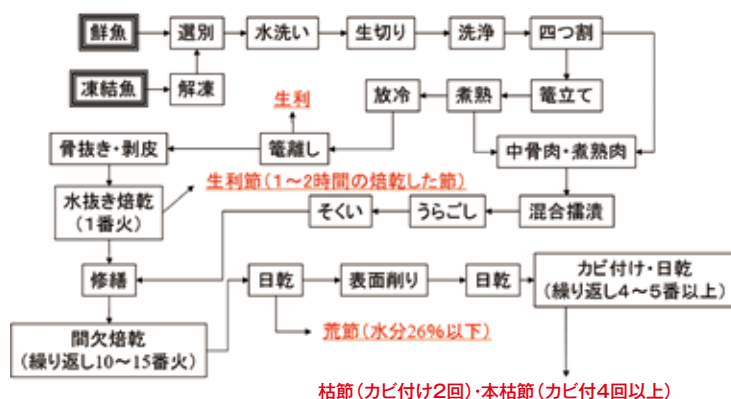 鮮魚
選別
水洗い
生切り
洗浄
四つ割
凍結魚
解凍
放冷
煮熟
篭立て
生利
骨抜き・剥皮
篭離し
中骨肉・煮熟肉
生利節(1〜2時間の焙乾した節)
水抜き焙乾
(1番火)
そくい
うらごし
混合擂潰
修繕
日乾
表面削り
日乾
カビ付け・日乾
(繰り返し4〜5番以上)
間欠焙乾
(繰り返し10〜15番火)
荒節(水分26%以下)
枯節(カビ付け2回)・本枯節(カビ付4回以上)